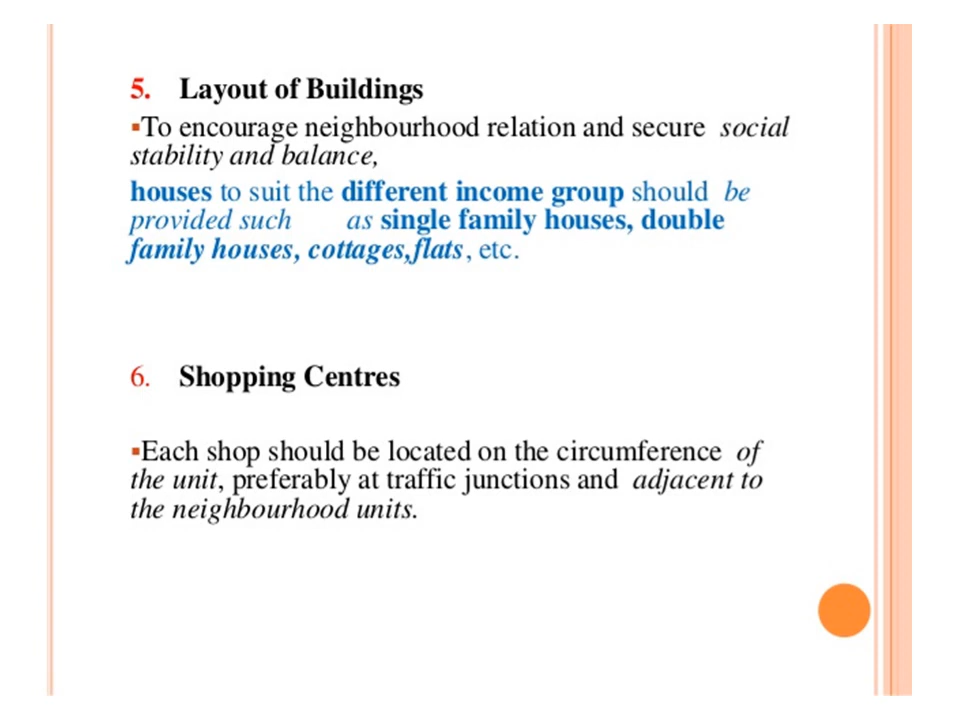 5. Layout of Buildings
▪To encourage neighbourhood relation and secure social
stability and balance,
houses to suit the different income group should be
provided such as single family houses, double
family houses, cottages,flats, etc.
6. Shopping Centres
▪Each shop should be located on the circumference of
the unit, preferably at traffic junctions and adjacent to
the neighbourhood units.